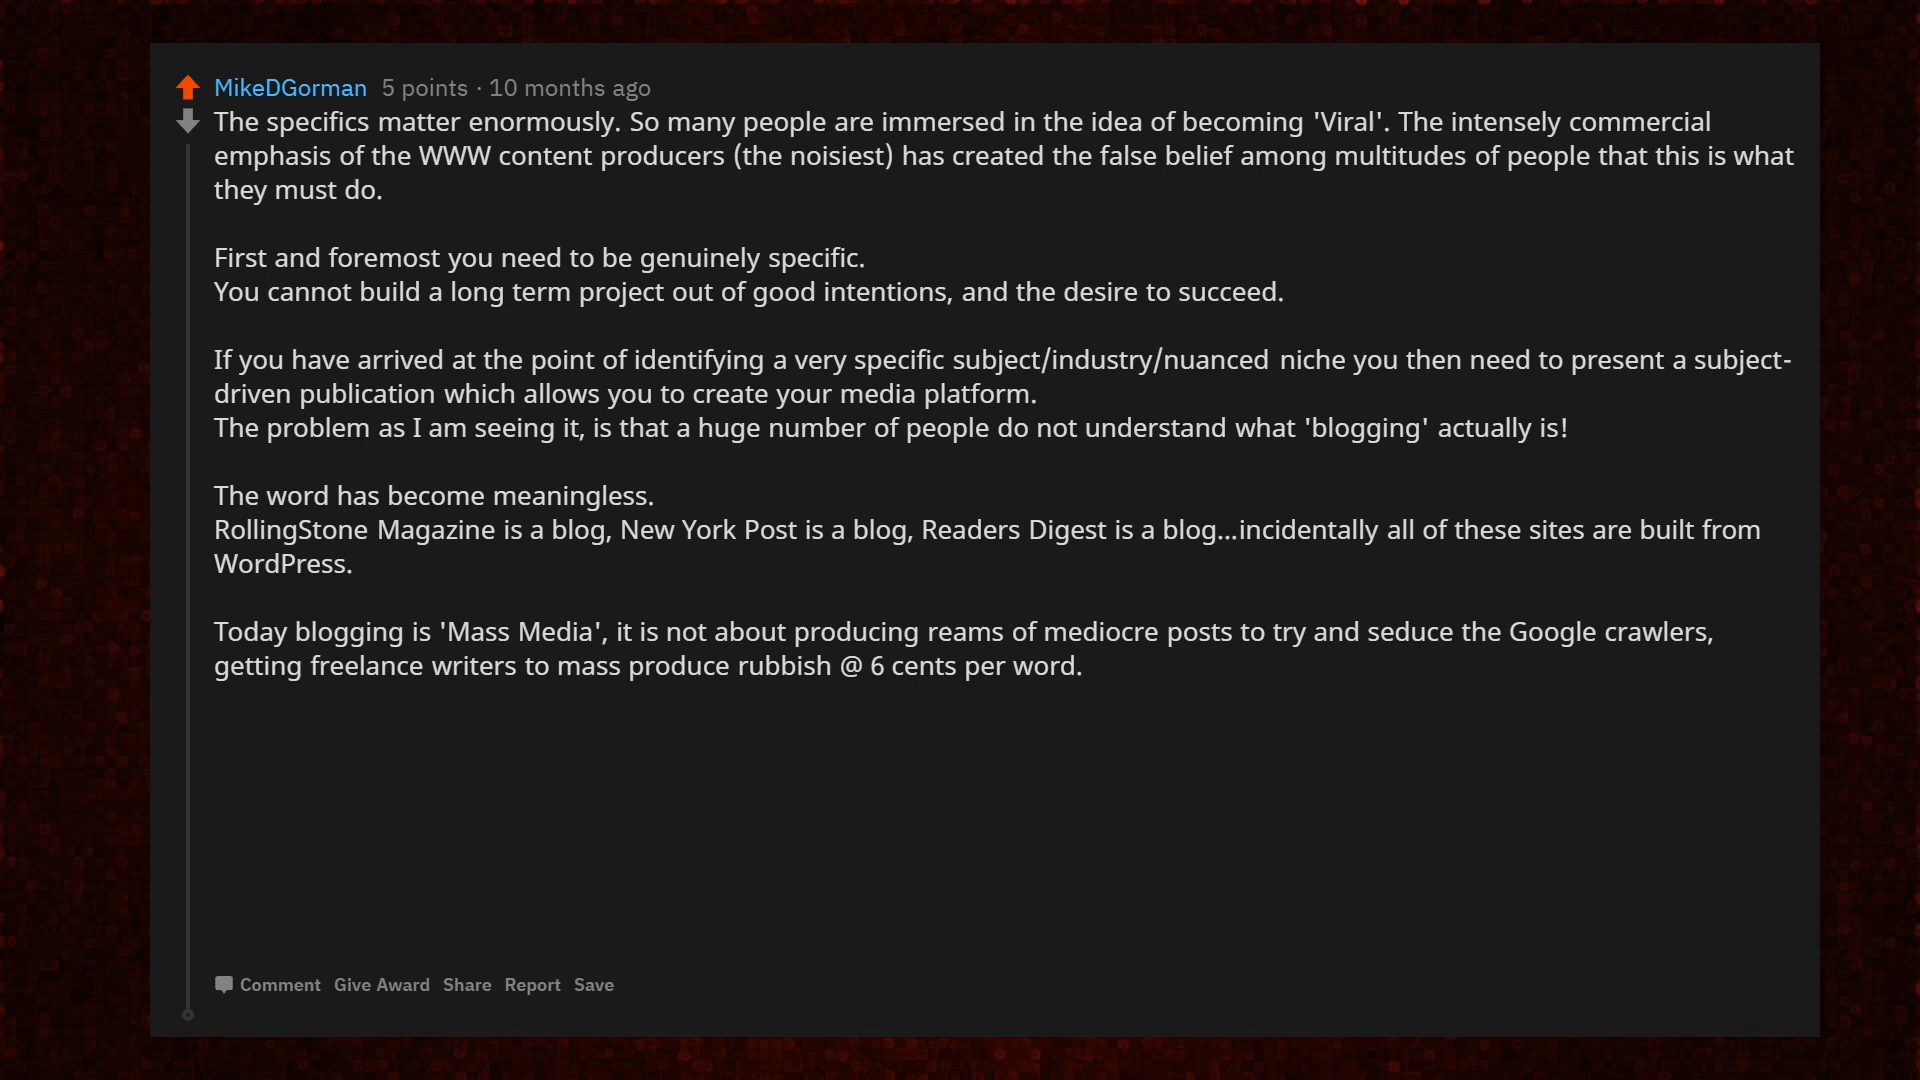 MikeDGorman 5 points · 10 months ago
The specifics matter enormously. So many people are immersed in the idea of becoming 'Viral'. The intensely commercial
emphasis of the WWW content producers (the noisiest) has created the false belief among multitudes of people that this is what
they must do.
First and foremost you need to be genuinely specific.
You cannot build a long term project out of good intentions, and the desire to succeed.
If you have arrived at the point of identifying a very specific subject/industry/nuanced niche you then need to present a subject-
driven publication which allows you to create your media platform.
The problem as I am seeing it, is that a huge number of people do not understand what 'blogging' actually is!
The word has become meaningless.
RollingStone Magazine is a blog, New York Post is a blog, Readers Digest is a blog...incidentally all of these sites are built from
WordPress.
Today blogging is 'Mass Media', it is not about producing reams of mediocre posts to try and seduce the Google crawlers,
getting freelance writers to mass produce rubbish @ 6 cents per word.
Comment Give Award Share Report Save